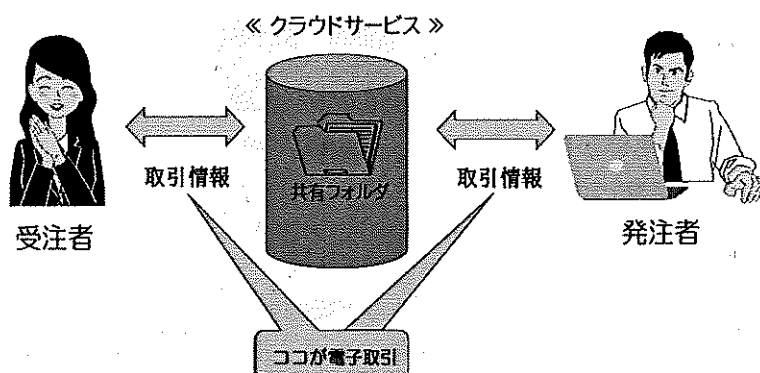 ≪ クラウドサービス ≫
取引情報
共有フォルダ
取引情報
受注者
発注者
ココが電子取引